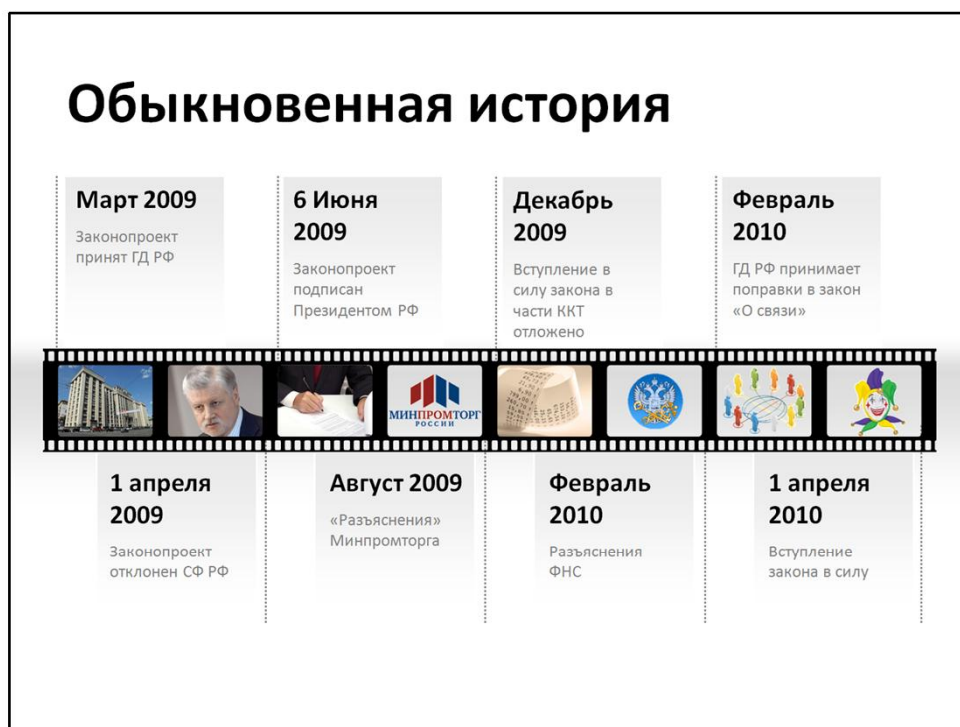 Обыкновенная история
Март 2009
Законопроект
принят ГД РФ
6 Июня
2009
Законопроект
подписан
Президентом РФ
Декабрь
2009
Вступление в
силу закона в
части ККТ
отложено
Февраль
2010
ГД РФ принимает
поправки в закон
«О связи»
МИНПРОМТОРГ
РОССИИ
1 апреля
2009
Законопроект
отклонен СФ РФ
Август 2009
«Разъяснения»
Минпромторга
Февраль
2010
Разъяснения
ФНС
1 апреля
2010
Вступление
закона в силу